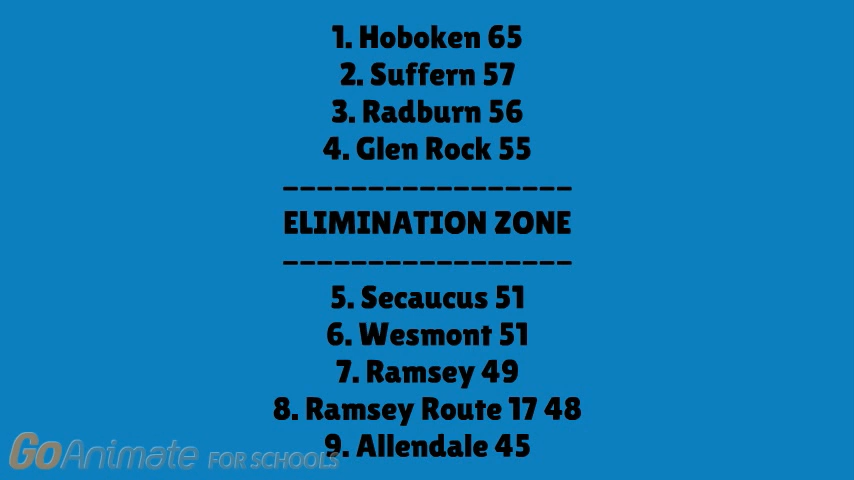 1. Hoboken 65
2. Suffern 57
3. Radburn 56
4. Glen Rock 55
-----------------
ELIMINATION ZONE
-----------------
5. Secaucus 51
6. Wesmont 51
7. Ramsey 49
8. Ramsey Route 17 48
9. Allendale 45
GoAnimate FOR SCHOOLS